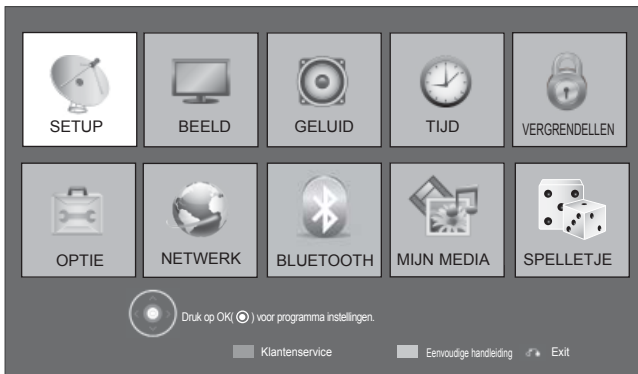 SETUP BEELD GELUID TIJD VERGRENDELLEN
OPTIE NETWERK BLUETOOTH MIJN MEDIA SPELLETJE
Druk op OK( ) voor programma instellingen.
Klantenservice Eenvoudige handleiding Exit